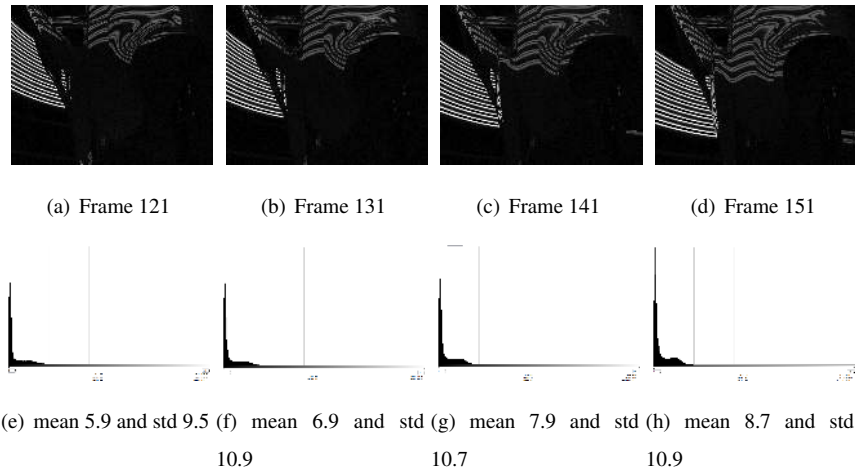 (a) Frame 121
(b) Frame 131
(c) Frame 141
(d) Frame 151
(e) mean 5.9 and std 9.5
(f) mean 6.9 and std
10.9
(g) mean 7.9 and std
10.7
(h) mean 8.7 and std
10.9